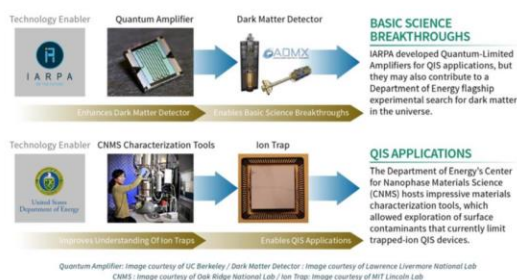 Technology Enabler
Quantum Amplifier
Dark Matter Detector
IARPA
ADMX
Enhances Dark Matter Detector
Enables Basic Science Breakthroughs
BASIC SCIENCE
BREAKTHROUGHS
IARPA developed Quantum-Limited
Amplifiers for QIS applications, but
they may also contribute to a
Department of Energy flagship
experimental search for dark matter
in the universe.
Technology Enabler
CNMS Characterization Tools
Ion Trap
United States
Department of Energy
Improves Understanding Of Ion Traps
Enables QIS Applications
QIS APPLICATIONS
The Department of Energy's Center
for Nanophase Materials Science
(CNMS) hosts impressive materials
characterization tools, which
allowed exploration of surface
contaminants that currently limit
trapped-ion QIS devices.
Quantum Amplifier: Image courtesy of UC Berkeley / Dark Matter Detector : Image courtesy of Lawrence Livermore National Lab
CNMS : Image courtesy of Oak Ridge National Lab / Ion Trap: Image courtesy of MIT Lincoln Lab